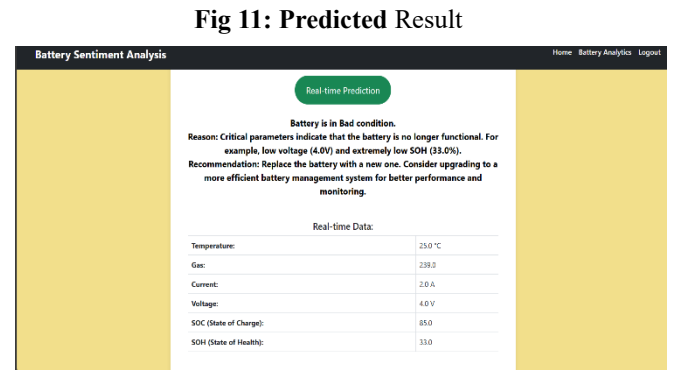 Fig 11: Predicted Result
Battery Sentiment Analysis
Home Battery Analytics Logout
Real-time Prediction
Battery is in Bad condition.
Reason: Critical parameters indicate that the battery is no longer functional. For
example, low voltage (4.0V) and extremely low SOH (33.0%).
Recommendation: Replace the battery with a new one. Consider upgrading to a
more efficient battery management system for better performance and
monitoring.
Real-time Data:
Temperature: 25.0 °C
Gas: 239.0
Current: 2.0 A
Voltage: 4.0 V
SOC (State of Charge): 85.0
SOH (State of Health): 33.0